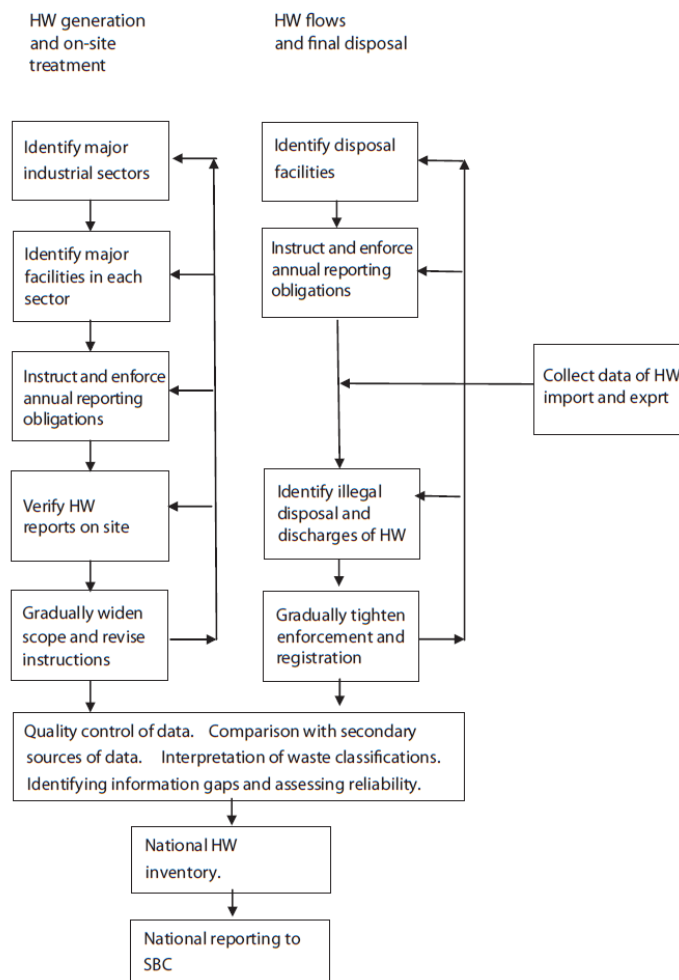 HW generation
and on-site
treatment
HW flows
and final disposal
Identify major
industrial sectors
Identify major
facilities in each
sector
Instruct and enforce
annual reporting
obligations
Verify HW
reports on site
Gradually widen
scope and revise
instructions
Identify disposal
facilities
Instruct and enforce
annual reporting
obligations
Collect data of HW
import and exprt
Identify illegal
disposal and
discharges of HW
Gradually tighten
enforcement and
registration
Quality control of data. Comparison with secondary
sources of data. Interpretation of waste classifications.
Identifying information gaps and assessing reliability.
National HW
inventory.
National reporting to
SBC